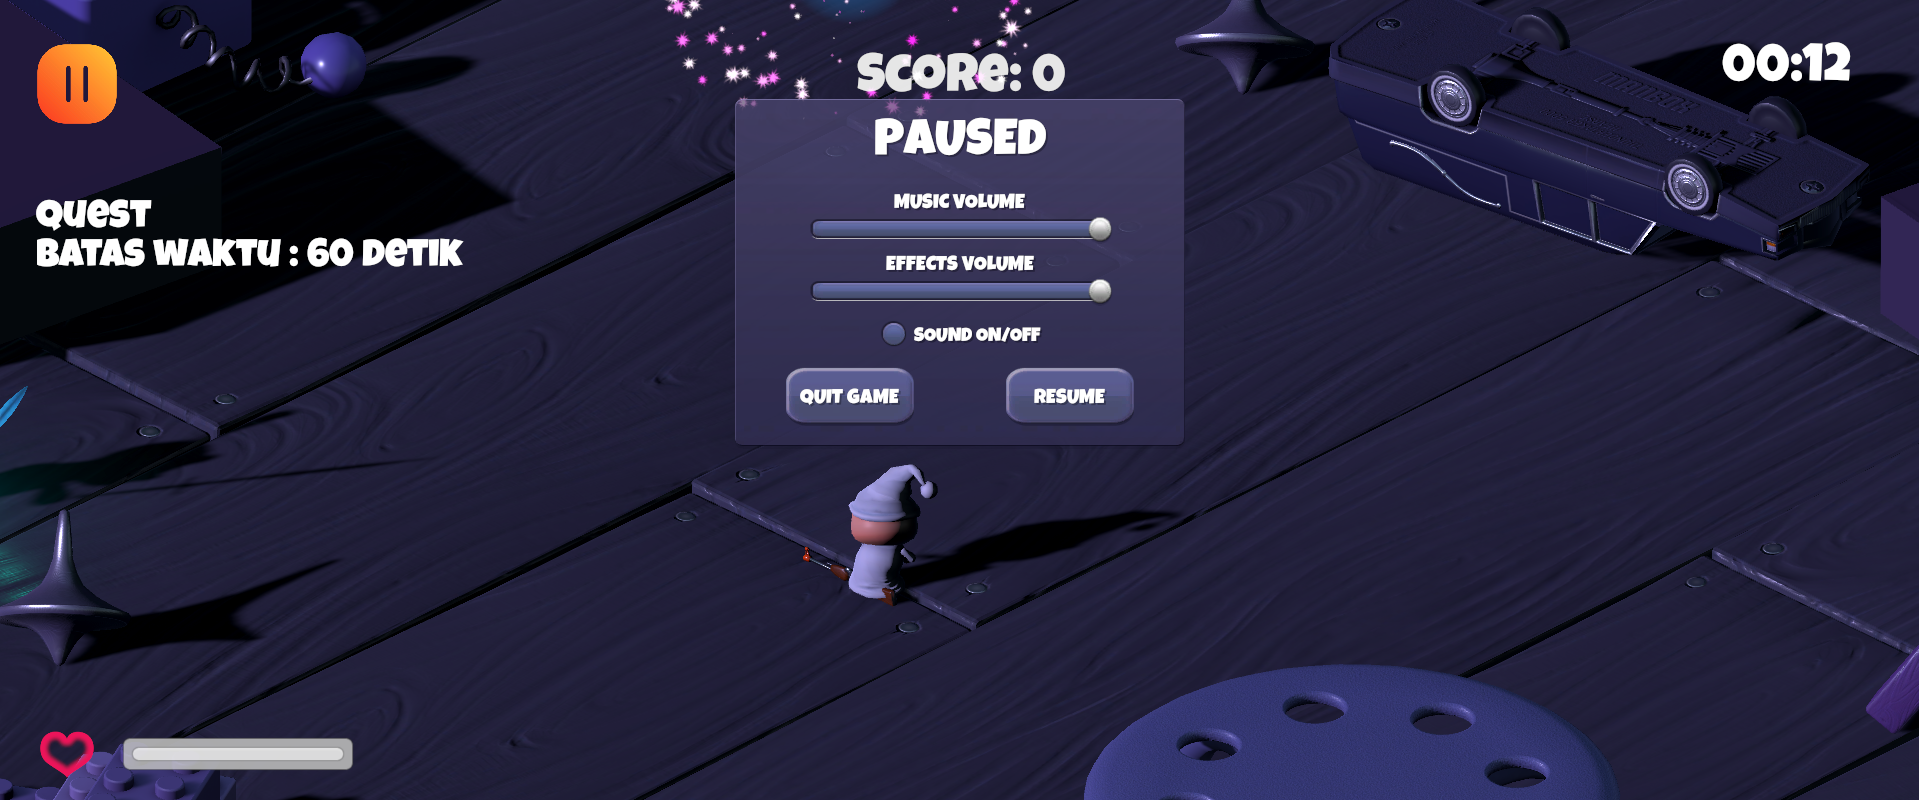 SCORE: 0
00:12
PAUSED
QUEST
BATAS WAKTU : 60 DETIK
MUSIC VOLUME
EFFECTS VOLUME
SOUND ON/OFF
QUIT GAME
RESUME